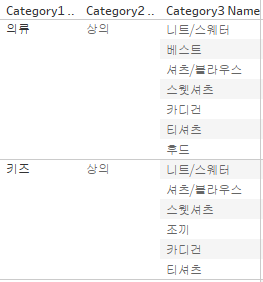 Category1 .. Category2 .. Category3 Name
의류 상의 니트/스웨터
베스트
셔츠/블라우스
스웻셔츠
카디건
티셔츠
후드
키즈 상의 니트/스웨터
셔츠/블라우스
스웻셔츠
조끼
카디건
티셔츠